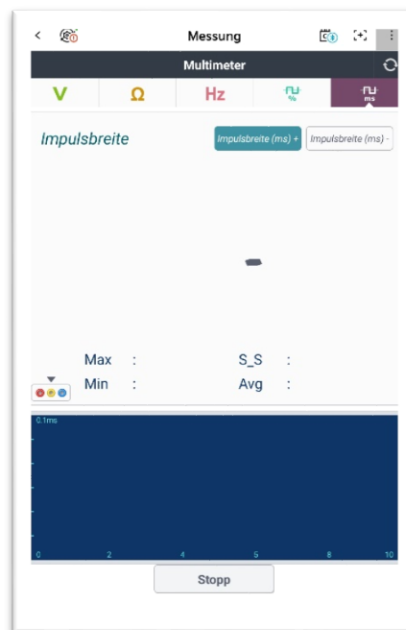 Messung
Multimeter
V Ω Hz % ms
Impulsbreite Impulsbreite (ms) + Impulsbreite (ms) -
Max : S_S :
Min : Avg :
0.1ms
0 2 4 6 8 10
Stopp